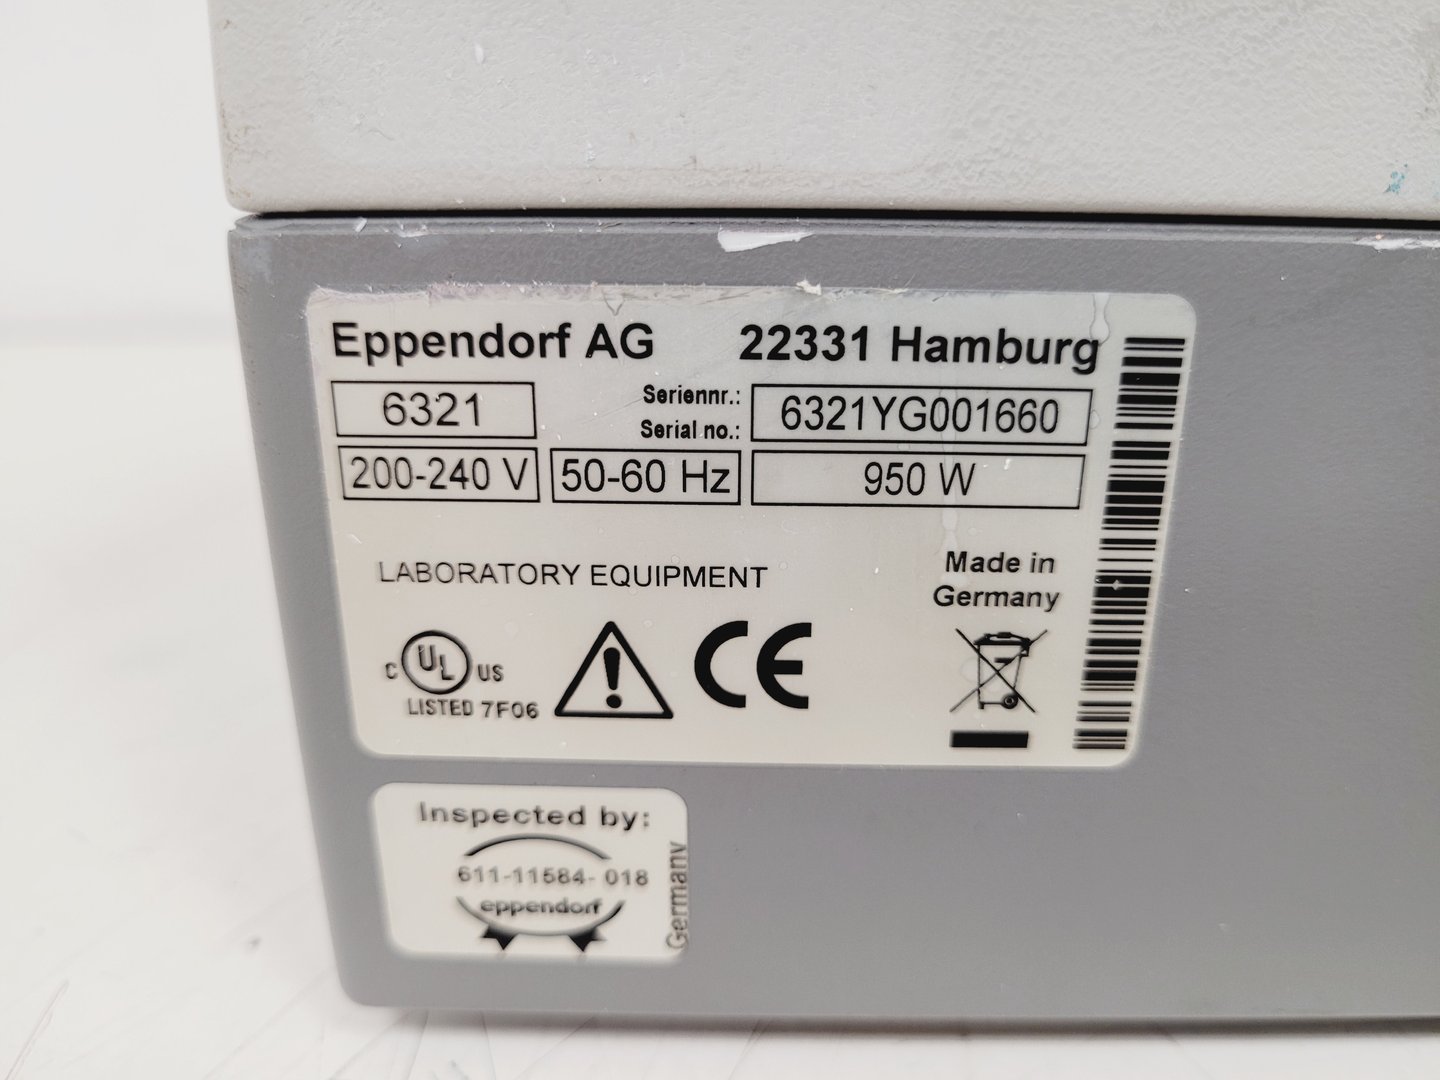 Eppendorf AG 22331 Hamburg
6321
Seriennr.:
Serial no.:
6321YG001660
200-240 V 50-60 Hz 950 W
LABORATORY EQUIPMENT
Made in
Germany
C UL US
LISTED 7F06
CE
Inspected by:
611-11584-018
eppendorf
Germany